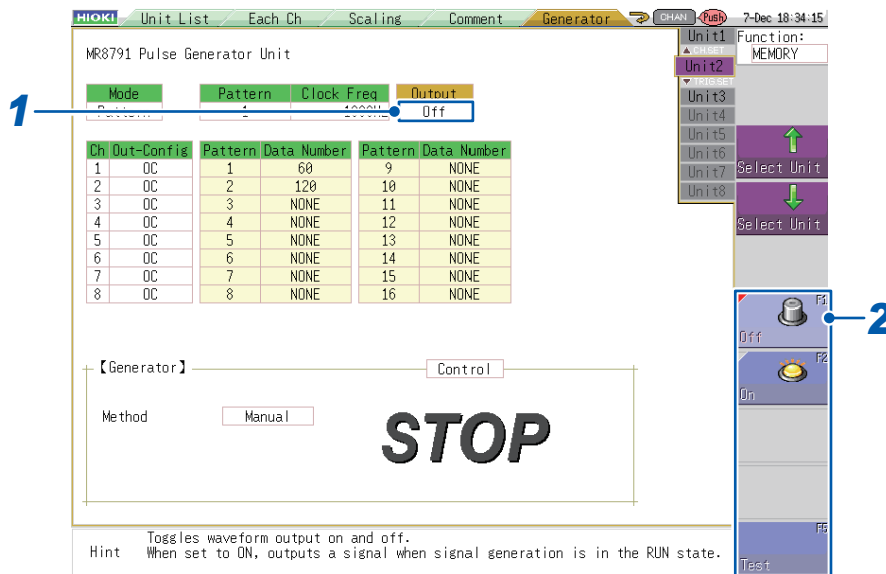 HIOKI Unit List Each Ch Scaling Comment Generator CHAN Push 7-Dec 18:34:15
MR8791 Pulse Generator Unit
Mode Pattern Clock Freq Output
Pattern 1 1000Hz Off
1
Ch Out-Config
1 OC
2 OC
3 OC
4 OC
5 OC
6 OC
7 OC
8 OC
Pattern Data Number
1 60
2 120
3 NONE
4 NONE
5 NONE
6 NONE
7 NONE
8 NONE
Pattern Data Number
9 NONE
10 NONE
11 NONE
12 NONE
13 NONE
14 NONE
15 NONE
16 NONE
【Generator】 Control
Method Manual
STOP
Hint Toggles waveform output on and off.
When set to ON, outputs a signal when signal generation is in the RUN state.
Unit1
▲CH SET
Unit2
▼TRIG SET
Unit3
Unit4
Unit5
Unit6
Unit7
Unit8
Function:
MEMORY
Select Unit
Select Unit
F1
Off
2
F2
On
F5
Test